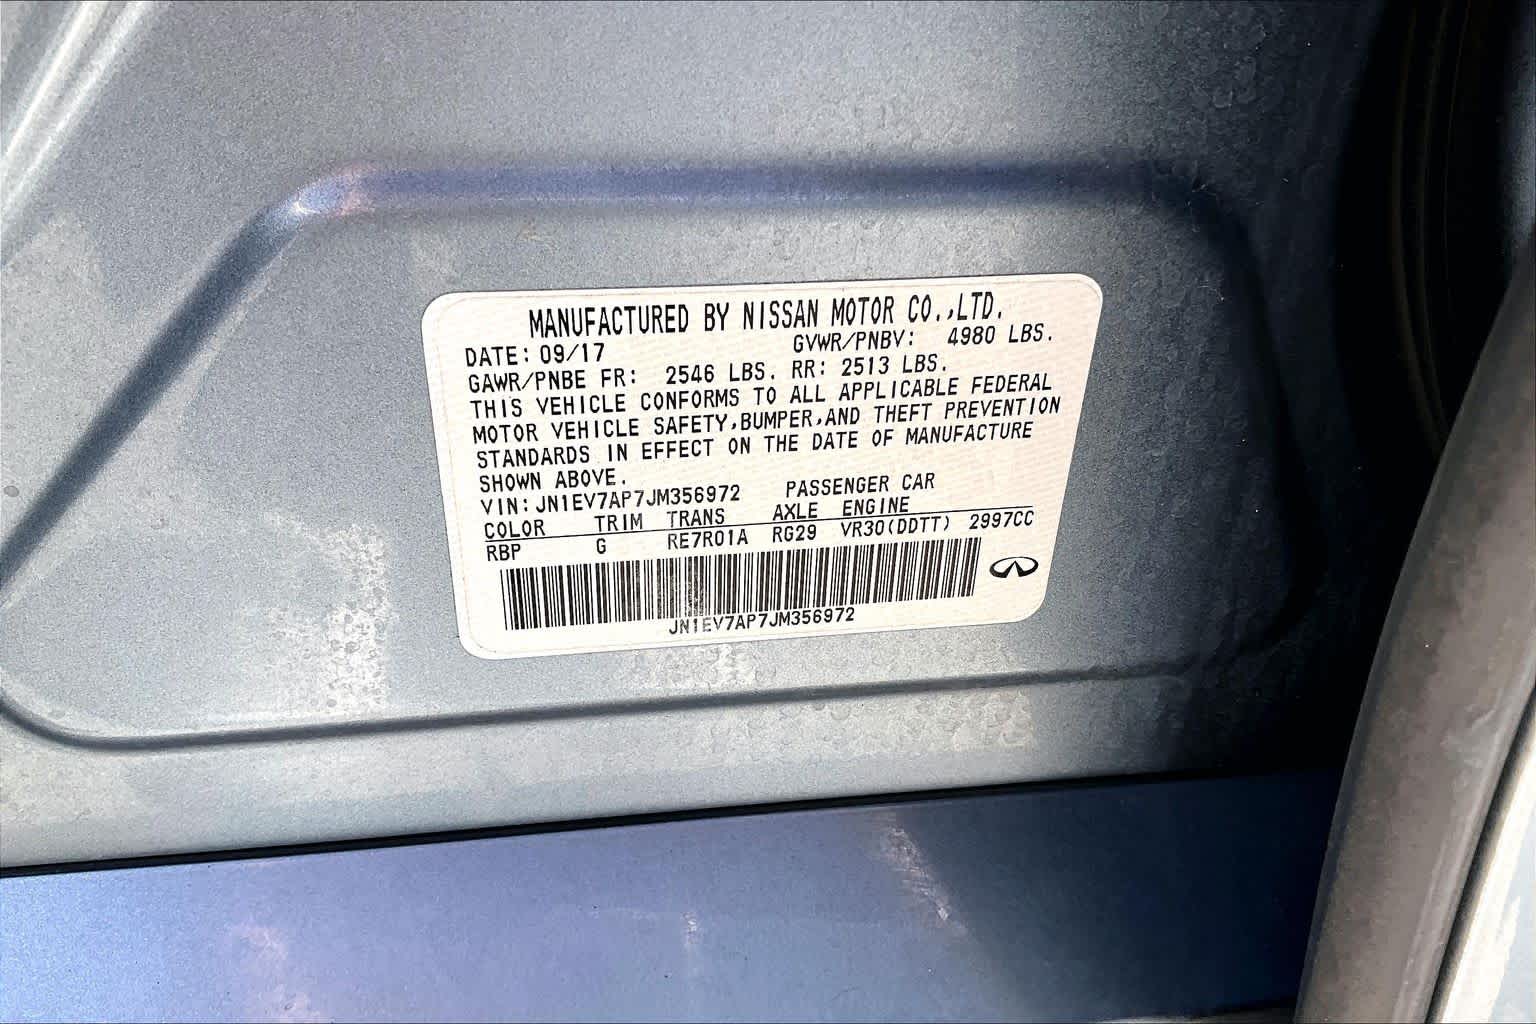 MANUFACTURED BY NISSAN MOTOR CO.,LTD.
DATE: 09/17 GVWR/PNBV: 4980 LBS.
GAWR/PNBE FR: 2546 LBS. RR: 2513 LBS.
THIS VEHICLE CONFORMS TO ALL APPLICABLE FEDERAL
MOTOR VEHICLE SAFETY,BUMPER,AND THEFT PREVENTION
STANDARDS IN EFFECT ON THE DATE OF MANUFACTURE
SHOWN ABOVE.
VIN: JN1EV7AP7JM356972 PASSENGER CAR
COLOR TRIM TRANS AXLE ENGINE
RBP G RE7R01A RG29 VR30(DDTT) 2997CC
JN1EV7AP7JM356972